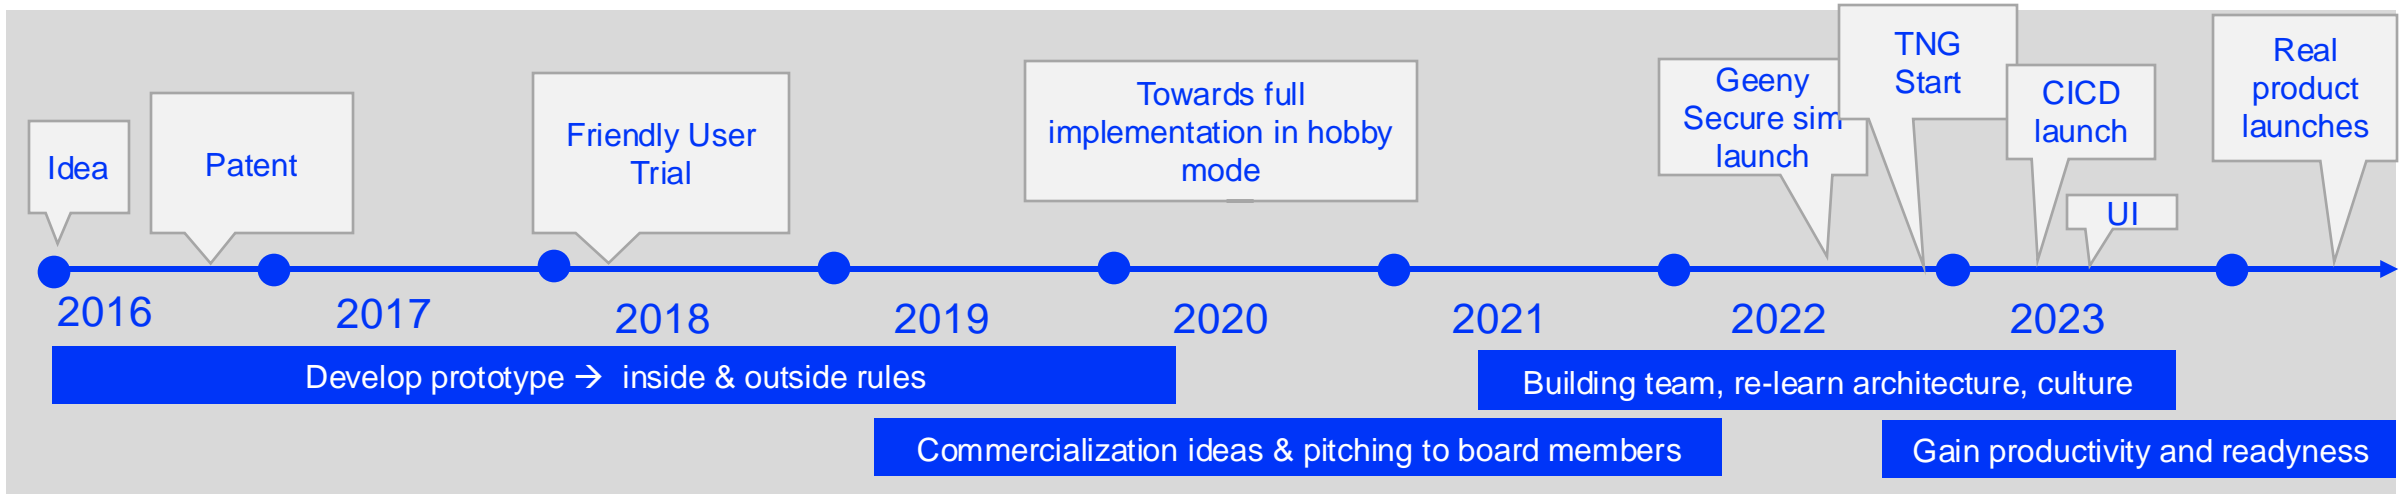 Idea
Patent
Friendly User
Trial
Towards full
implementation in hobby
mode
Geeny
Secure sim
launch
TNG
Start
CICD
launch
UI
Real
product
launches
2016
2017
2018
2019
2020
2021
2022
2023
Develop prototype → inside & outside rules
Building team, re-learn architecture, culture
Commercialization ideas & pitching to board members
Gain productivity and readyness